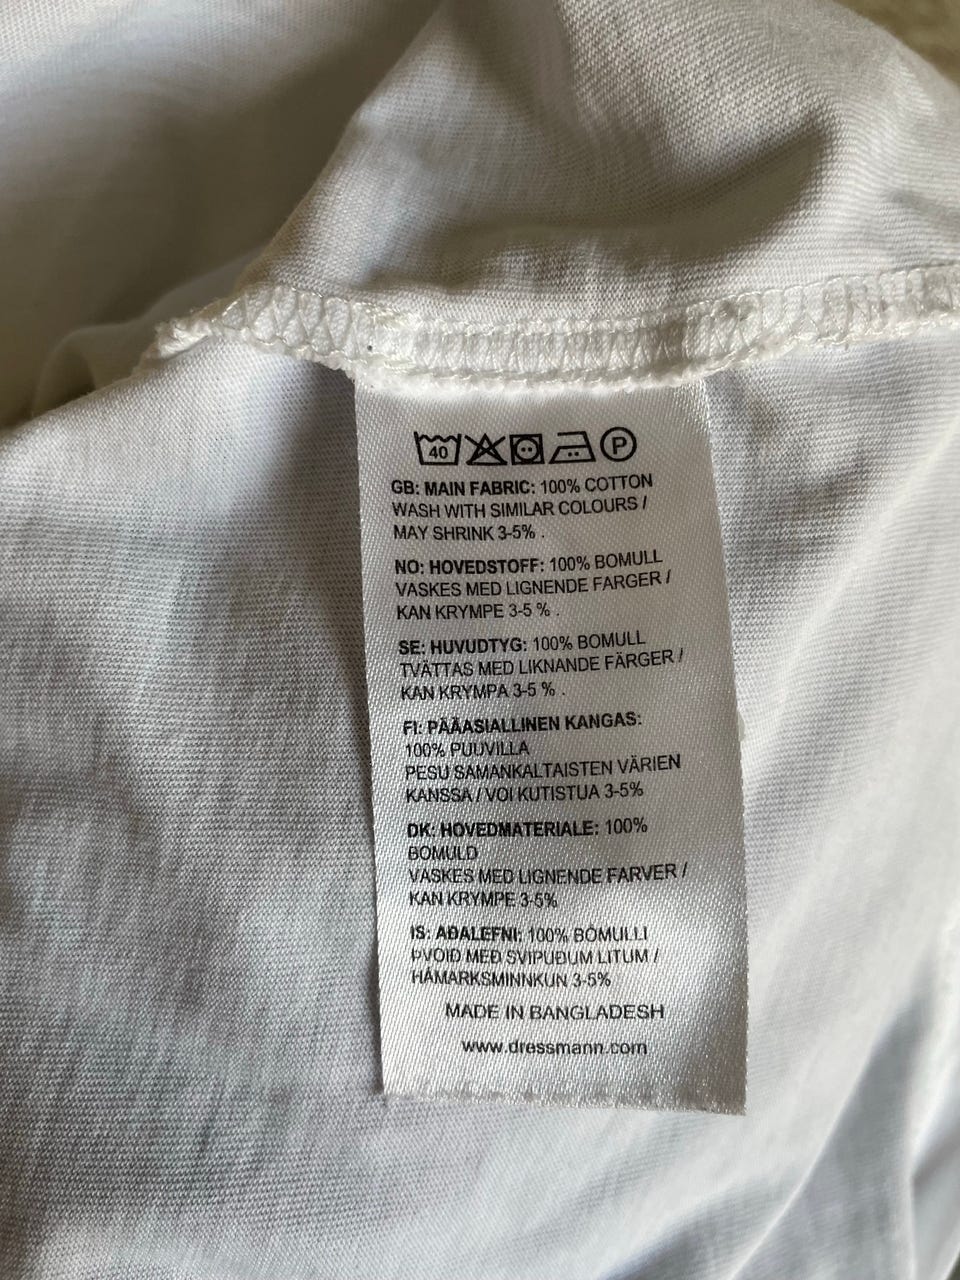 40 P
GB: MAIN FABRIC: 100% COTTON
WASH WITH SIMILAR COLOURS /
MAY SHRINK 3-5% .
NO: HOVEDSTOFF: 100% BOMULL
VASKES MED LIGNENDE FARGER /
KAN KRYMPE 3-5 % .
SE: HUVUDTYG: 100% BOMULL
TVÄTTAS MED LIKNANDE FÄRGER /
KAN KRYMPA 3-5 % .
FI: PÄÄASIALLINEN KANGAS:
100% PUUVILLA
PESU SAMANKALTAISTEN VÄRIEN
KANSSA / VOI KUTISTUA 3-5%
DK: HOVEDMATERIALE: 100%
BOMULD
VASKES MED LIGNENDE FARVER /
KAN KRYMPE 3-5%
IS: AÐALEFNI: 100% BÓMULLI
ÞVOIÐ MEÐ SVIPUÐUM LITUM /
HÁMARKSMINNKUN 3-5%
MADE IN BANGLADESH
www.dressmann.com